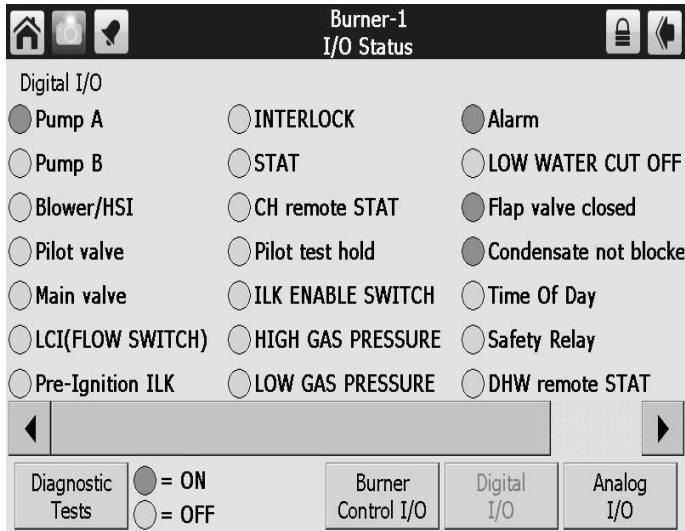 Burner-1
I/O Status
Digital I/O
Pump A INTERLOCK Alarm
Pump B STAT LOW WATER CUT OFF
Blower/HSI CH remote STAT Flap valve closed
Pilot valve Pilot test hold Condensate not blocke
Main valve ILK ENABLE SWITCH Time Of Day
LCI(FLOW SWITCH) HIGH GAS PRESSURE Safety Relay
Pre-Ignition ILK LOW GAS PRESSURE DHW remote STAT
Diagnostic Tests
= ON
= OFF
Burner Control I/O
Digital I/O
Analog I/O